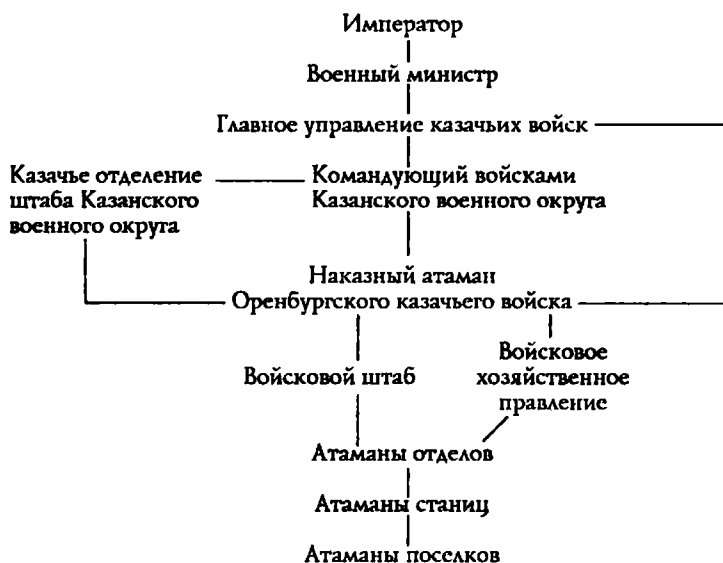 Император
Военный министр
Главное управление казачьих войск
Казачье отделение
штаба Казанского
военного округа
Командующий войсками
Казанского военного округа
Наказный атаман
Оренбургского казачьего войска
Войсковой штаб
Войсковое
хозяйственное
правление
Атаманы отделов
Атаманы станиц
Атаманы поселков